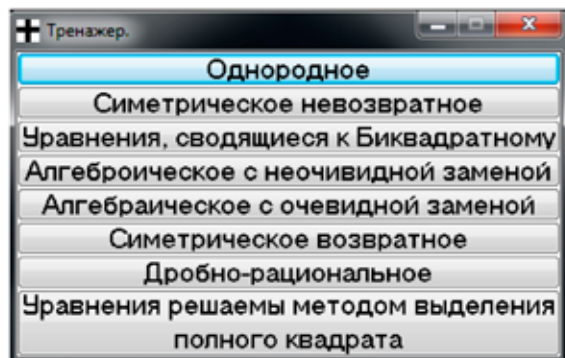 Тренажер.
Однородное
Симетрическое невозвратное
Уравнения, сводящиеся к Биквадратному
Алгеброическое с неочивидной заменой
Алгебраическое с очевидной заменой
Симетрическое возвратное
Дробно-рациональное
Уравнения решаемы методом выделения
полного квадрата